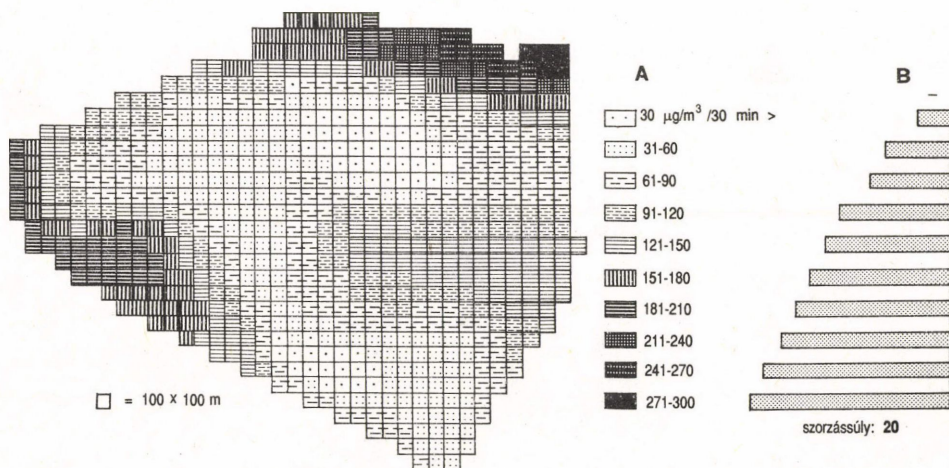 A
B
30 µg/m³ /30 min >
31-60
61-90
91-120
121-150
151-180
181-210
211-240
241-270
271-300
□ = 100 x 100 m
szorzássúly: 20